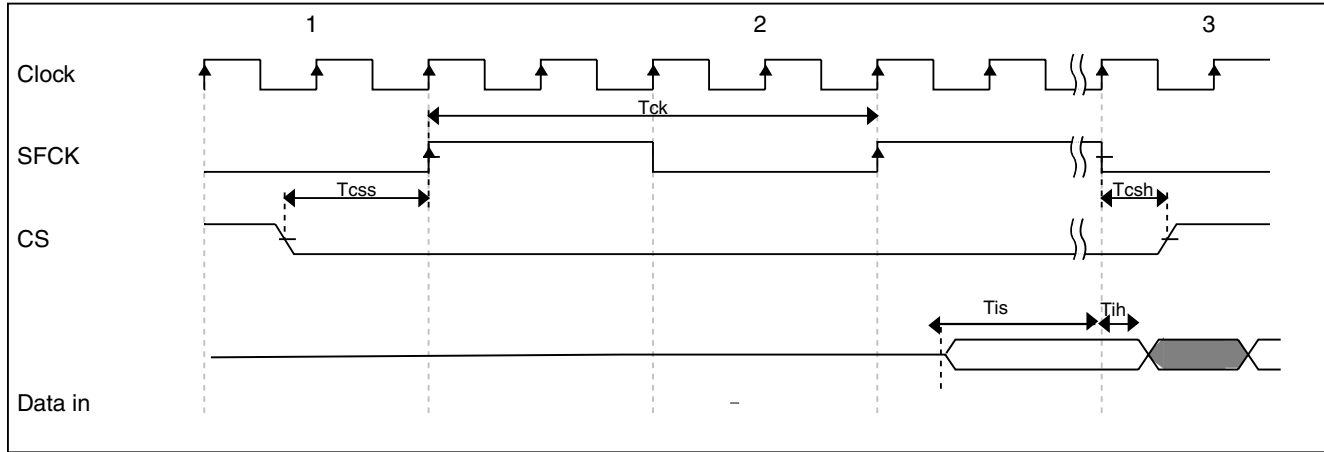 1 2 3
Clock
Tck
SFCK
Tcss Tcsh
CS
Tis Tih
Data in